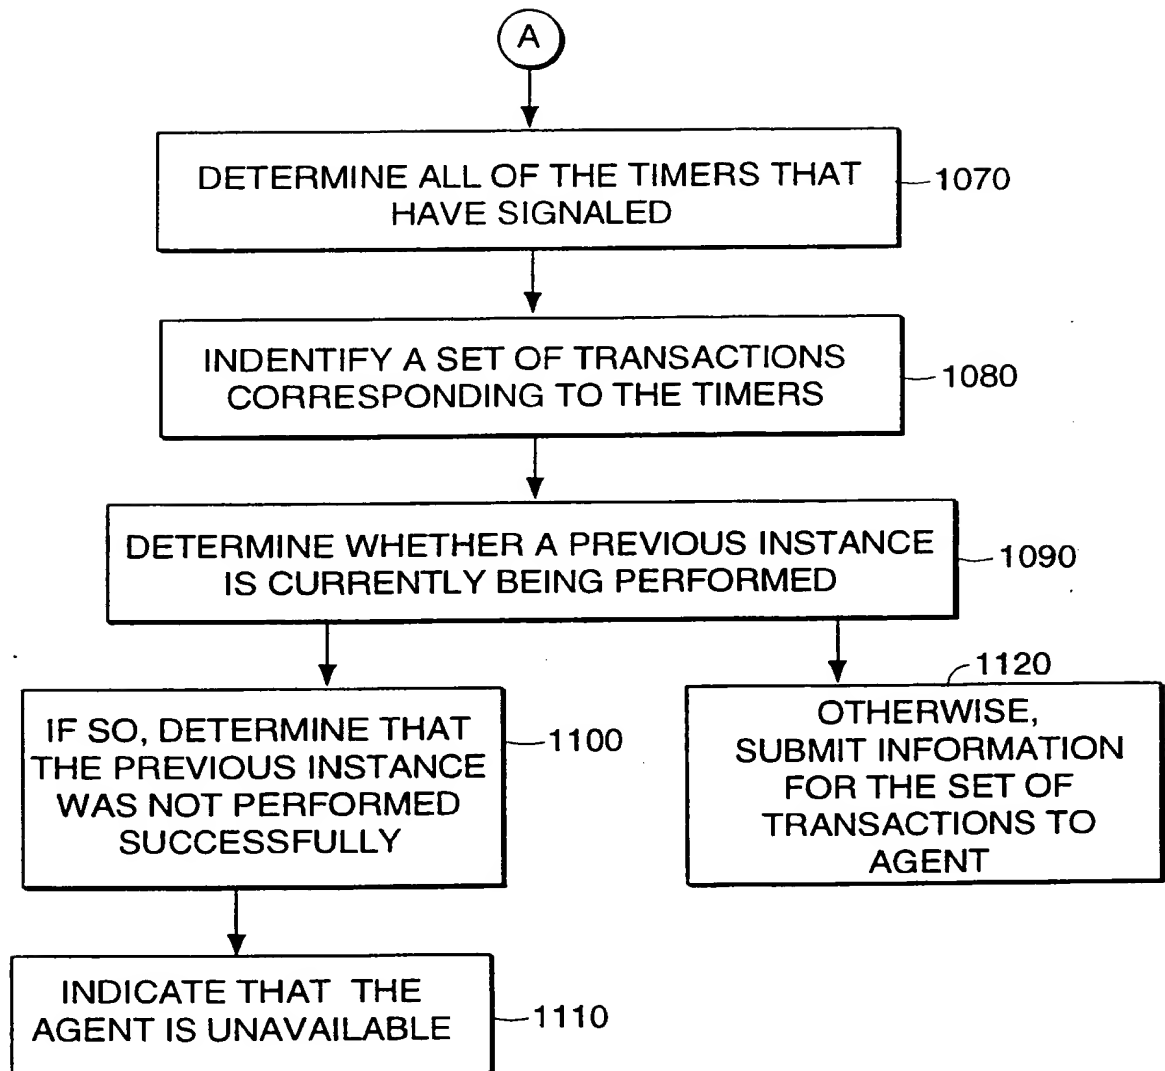 A
DETERMINE ALL OF THE TIMERS THAT
HAVE SIGNALED
1070
INDENTIFY A SET OF TRANSACTIONS
CORRESPONDING TO THE TIMERS
1080
DETERMINE WHETHER A PREVIOUS INSTANCE
IS CURRENTLY BEING PERFORMED
1090
IF SO, DETERMINE THAT
THE PREVIOUS INSTANCE
WAS NOT PERFORMED
SUCCESSFULLY
1100
1120
OTHERWISE,
SUBMIT INFORMATION
FOR THE SET OF
TRANSACTIONS TO
AGENT
INDICATE THAT THE
AGENT IS UNAVAILABLE
1110